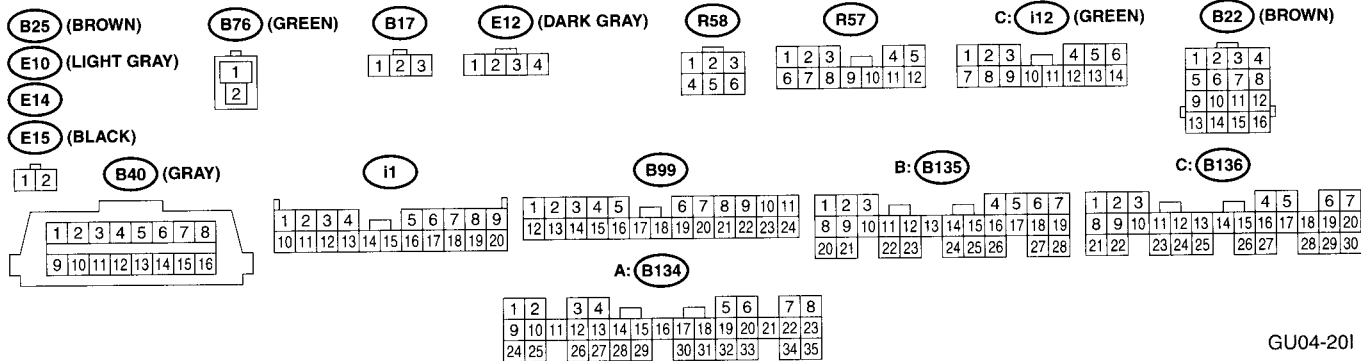 B25 (BROWN)
E10 (LIGHT GRAY)
E14
E15 (BLACK)
1 2
B76 (GREEN)
1
2
B17
1 2 3
E12 (DARK GRAY)
1 2 3 4
R58
1 2 3
4 5 6
R57
1 2 3 4 5
6 7 8 9 10 11 12
C: i12 (GREEN)
1 2 3 4 5 6
7 8 9 10 11 12 13 14
B22 (BROWN)
1 2 3 4
5 6 7 8
9 10 11 12
13 14 15 16
B40 (GRAY)
1 2 3 4 5 6 7 8
9 10 11 12 13 14 15 16
i1
1 2 3 4 5 6 7 8 9
10 11 12 13 14 15 16 17 18 19 20
B99
1 2 3 4 5 6 7 8 9 10 11
12 13 14 15 16 17 18 19 20 21 22 23 24
B: B135
1 2 3 4 5 6 7
8 9 10 11 12 13 14 15 16 17 18 19
20 21 22 23 24 25 26 27 28
C: B136
1 2 3 4 5 6 7
8 9 10 11 12 13 14 15 16 17 18 19 20
21 22 23 24 25 26 27 28 29 30
A: B134
1 2 3 4 5 6 7 8
9 10 11 12 13 14 15 16 17 18 19 20 21 22 23
24 25 26 27 28 29 30 31 32 33 34 35
GU04-20I